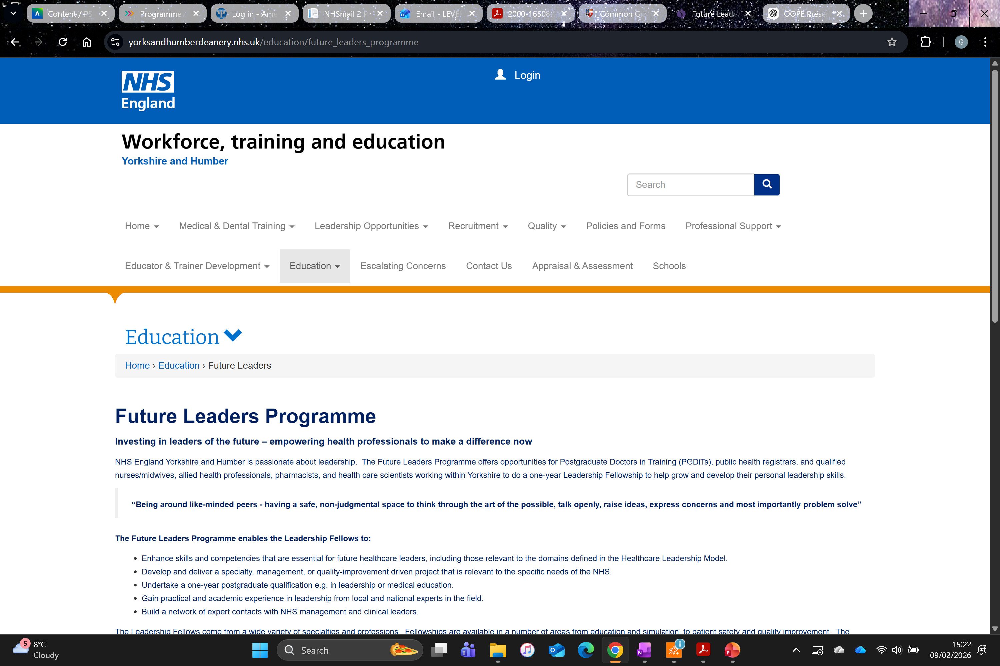 Content / PS
Programme
Log in - Ame
NHSmail 2 P
Email - LEVE
2000-16508
Common Gr
Future Lead
OOPE Prese
yorksandhumberdeanery.nhs.uk/education/future_leaders_programme
G
NHS
England
Login
Workforce, training and education
Yorkshire and Humber
Search
Home
Medical & Dental Training
Leadership Opportunities
Recruitment
Quality
Policies and Forms
Professional Support
Educator & Trainer Development
Education
Escalating Concerns
Contact Us
Appraisal & Assessment
Schools
Education
Home › Education › Future Leaders
Future Leaders Programme
Investing in leaders of the future – empowering health professionals to make a difference now
NHS England Yorkshire and Humber is passionate about leadership.  The Future Leaders Programme offers opportunities for Postgraduate Doctors in Training (PGDiTs), public health registrars, and qualified
nurses/midwives, allied health professionals, pharmacists, and health care scientists working within Yorkshire to do a one-year Leadership Fellowship to help grow and develop their personal leadership skills.
“Being around like-minded peers - having a safe, non-judgmental space to think through the art of the possible, talk openly, raise ideas, express concerns and most importantly problem solve”
The Future Leaders Programme enables the Leadership Fellows to:
• Enhance skills and competencies that are essential for future healthcare leaders, including those relevant to the domains defined in the Healthcare Leadership Model.
• Develop and deliver a specialty, management, or quality-improvement driven project that is relevant to the specific needs of the NHS.
• Undertake a one-year postgraduate qualification e.g. in leadership or medical education.
• Gain practical and academic experience in leadership from local and national experts in the field.
• Build a network of expert contacts with NHS management and clinical leaders.
The Leadership Fellows come from a wide variety of specialties and professions.  Fellowships are available in a number of areas from education and simulation, to patient safety and quality improvement.  The
5
8°C
Cloudy
Search
15:22
09/02/2026